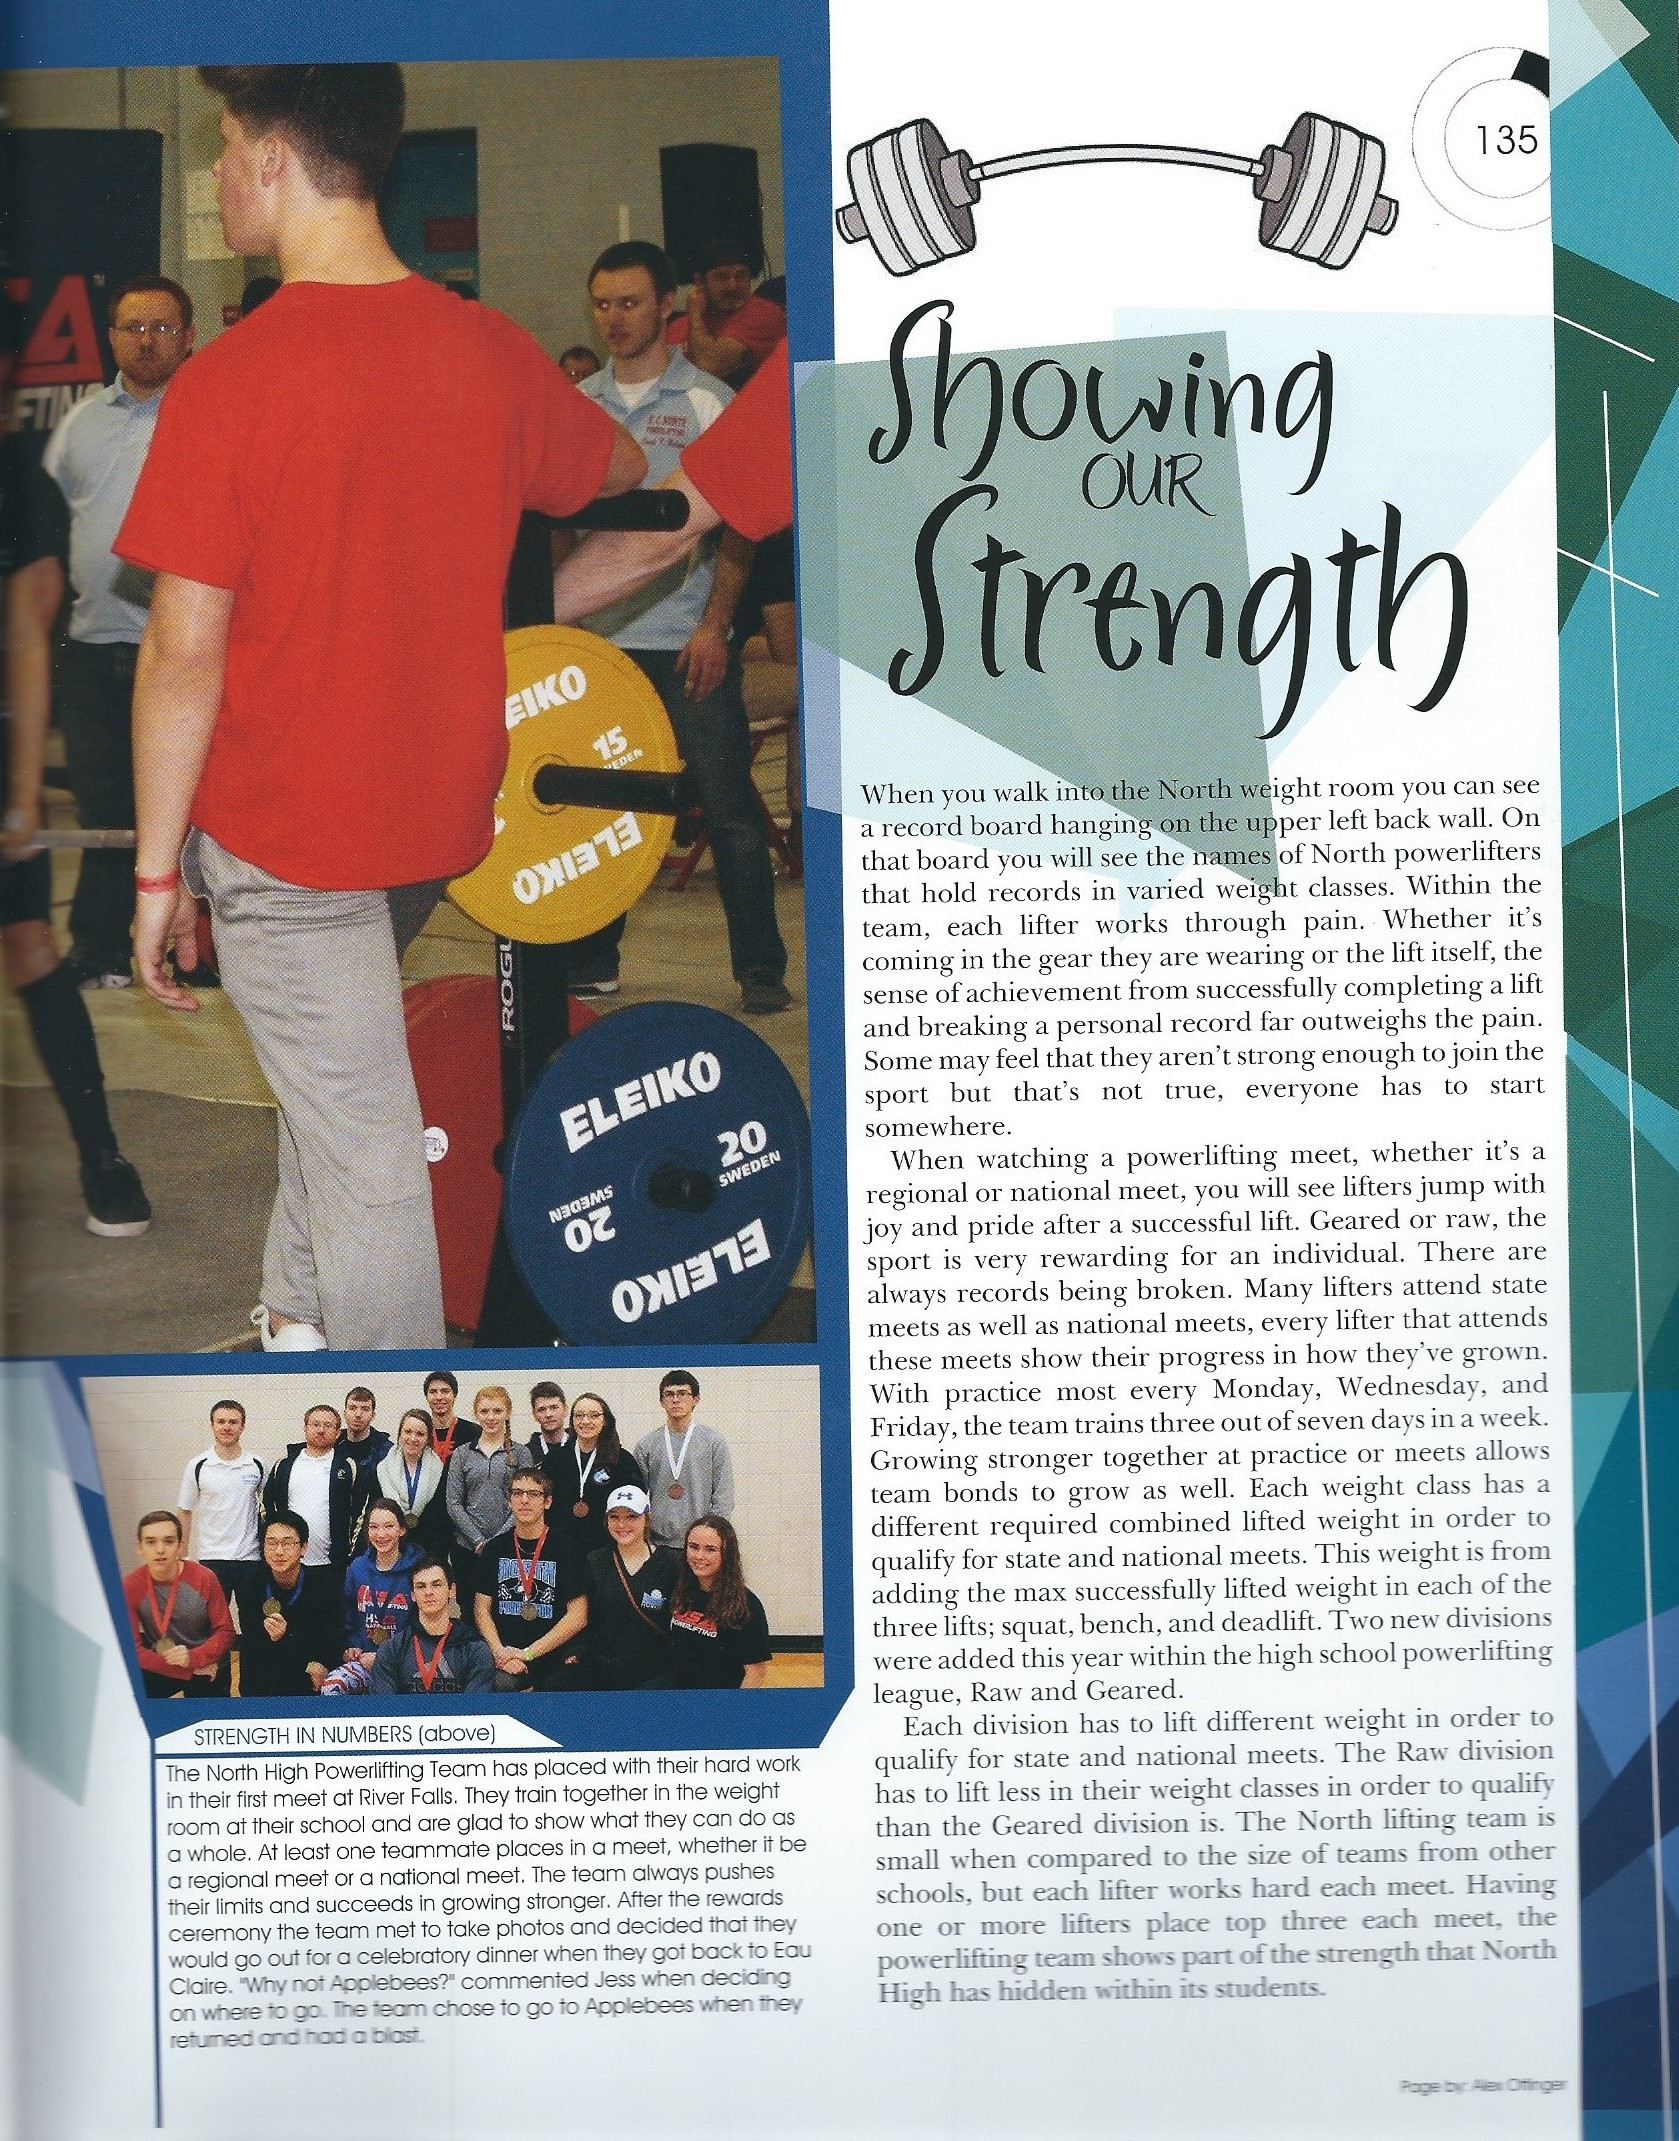 135
Showing
OUR
Strength
When you walk into the North weight room you can see
a record board hanging on the upper left back wall. On
that board you will see the names of North powerlifters
that hold records in varied weight classes. Within the
team, each lifter works through pain. Whether it's
coming in the gear they are wearing or the lift itself, the
sense of achievement from successfully completing a lift
and breaking a personal record far outweighs the pain.
Some may feel that they aren't strong enough to join the
sport but that's not true, everyone has to start
somewhere.
When watching a powerlifting meet, whether it's a
regional or national meet, you will see lifters jump with
joy and pride after a successful lift. Geared or raw, the
sport is very rewarding for an individual. There are
always records being broken. Many lifters attend state
meets as well as national meets, every lifter that attends
these meets show their progress in how they've grown.
With practice most every Monday, Wednesday, and
Friday, the team trains three out of seven days in a week.
Growing stronger together at practice or meets allows
team bonds to grow as well. Each weight class has a
different required combined lifted weight in order to
qualify for state and national meets. This weight is from
adding the max successfully lifted weight in each of the
three lifts; squat, bench, and deadlift. Two new divisions
were added this year within the high school powerlifting
league, Raw and Geared.
Each division has to lift different weight in order to
qualify for state and national meets. The Raw division
has to lift less in their weight classes in order to qualify
than the Geared division is. The North lifting team is
small when compared to the size of teams from other
schools, but each lifter works hard each meet. Having
one or more lifters place top three each meet, the
powerlifting team shows part of the strength that North
High has hidden within its students.
Page by: Alex Ottinger
STRENGTH IN NUMBERS (above)
The North High Powerlifting Team has placed with their hard work
in their first meet at River Falls. They train together in the weight
room at their school and are glad to show what they can do as
a whole. At least one teammate places in a meet, whether it be
a regional meet or a national meet. The team always pushes
their limits and succeeds in growing stronger. After the rewards
ceremony the team met to take photos and decided that they
would go out for a celebratory dinner when they got back to Eau
Claire. "Why not Applebees?" commented Jess when deciding
on where to go. The team chose to go to Applebees when they
returned and had a blast.
EIKO
15
EDEN
ELEIKO
ROGU
ELEIKO
20
SWEDEN
20
SWEDEN
ELEIKO
A
FTING
E.C. NORTH